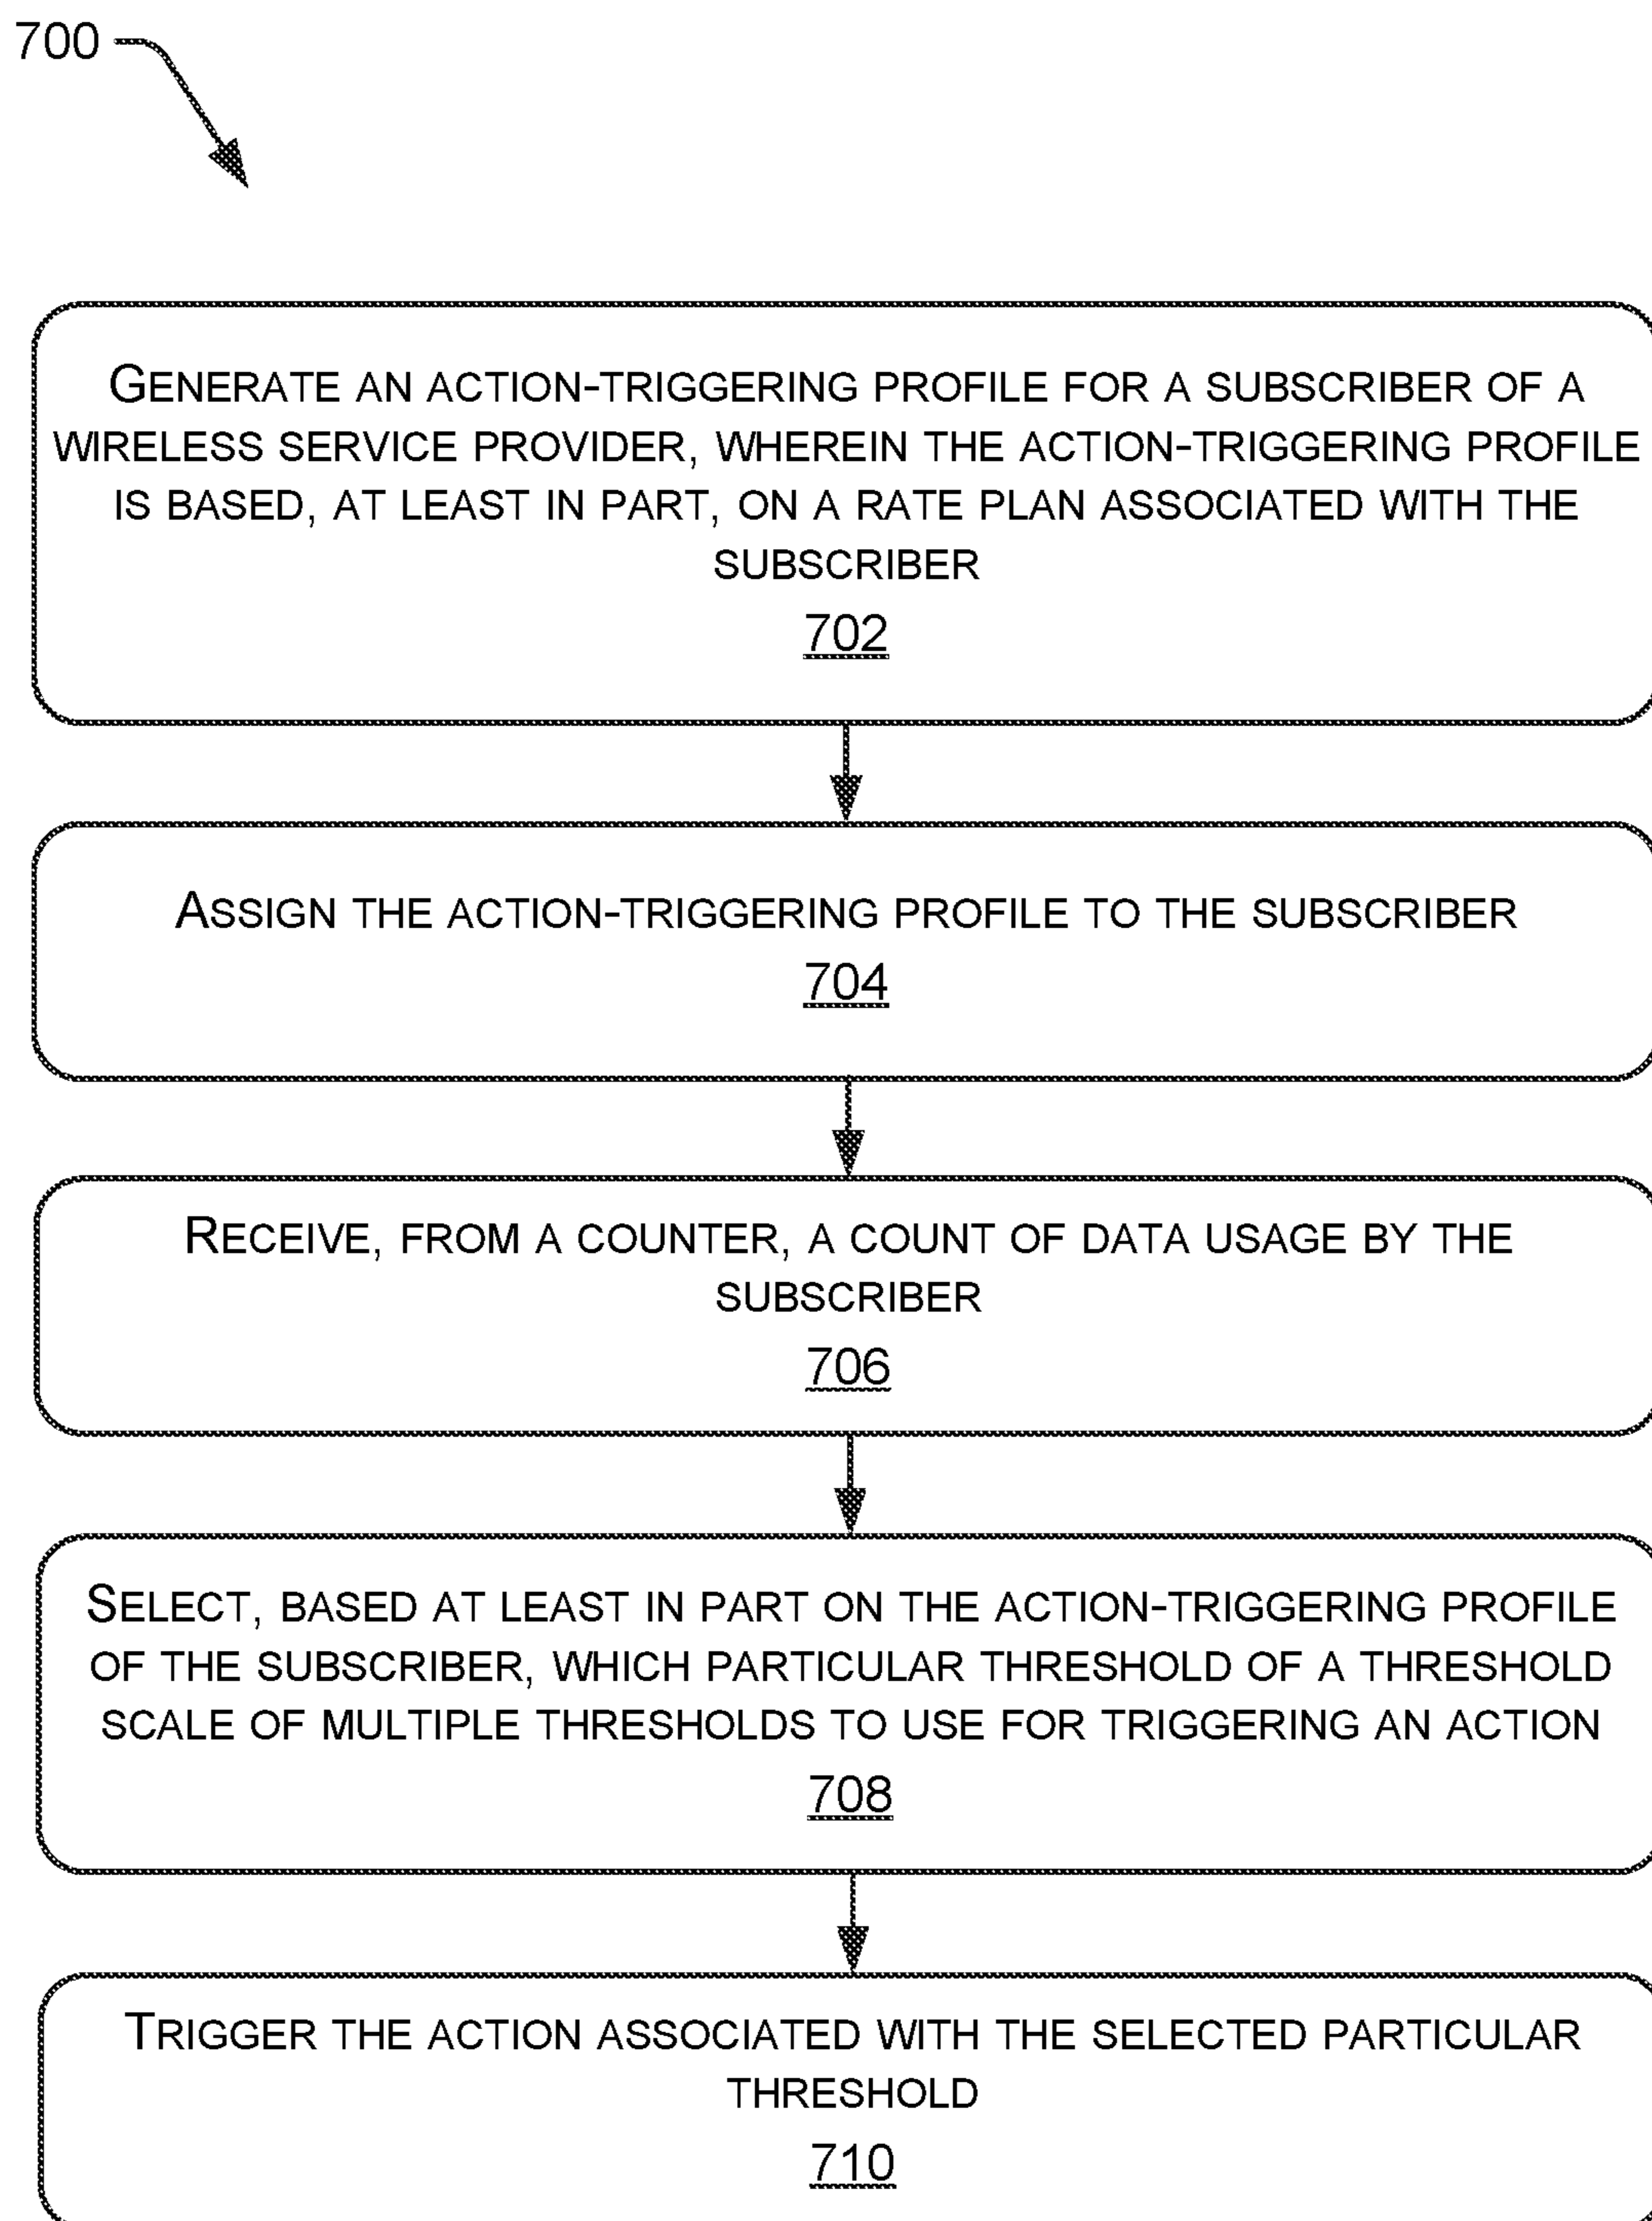 700
GENERATE AN ACTION-TRIGGERING PROFILE FOR A SUBSCRIBER OF A
WIRELESS SERVICE PROVIDER, WHEREIN THE ACTION-TRIGGERING PROFILE
IS BASED, AT LEAST IN PART, ON A RATE PLAN ASSOCIATED WITH THE
SUBSCRIBER
702
ASSIGN THE ACTION-TRIGGERING PROFILE TO THE SUBSCRIBER
704
RECEIVE, FROM A COUNTER, A COUNT OF DATA USAGE BY THE
SUBSCRIBER
706
SELECT, BASED AT LEAST IN PART ON THE ACTION-TRIGGERING PROFILE
OF THE SUBSCRIBER, WHICH PARTICULAR THRESHOLD OF A THRESHOLD
SCALE OF MULTIPLE THRESHOLDS TO USE FOR TRIGGERING AN ACTION
708
TRIGGER THE ACTION ASSOCIATED WITH THE SELECTED PARTICULAR
THRESHOLD
710